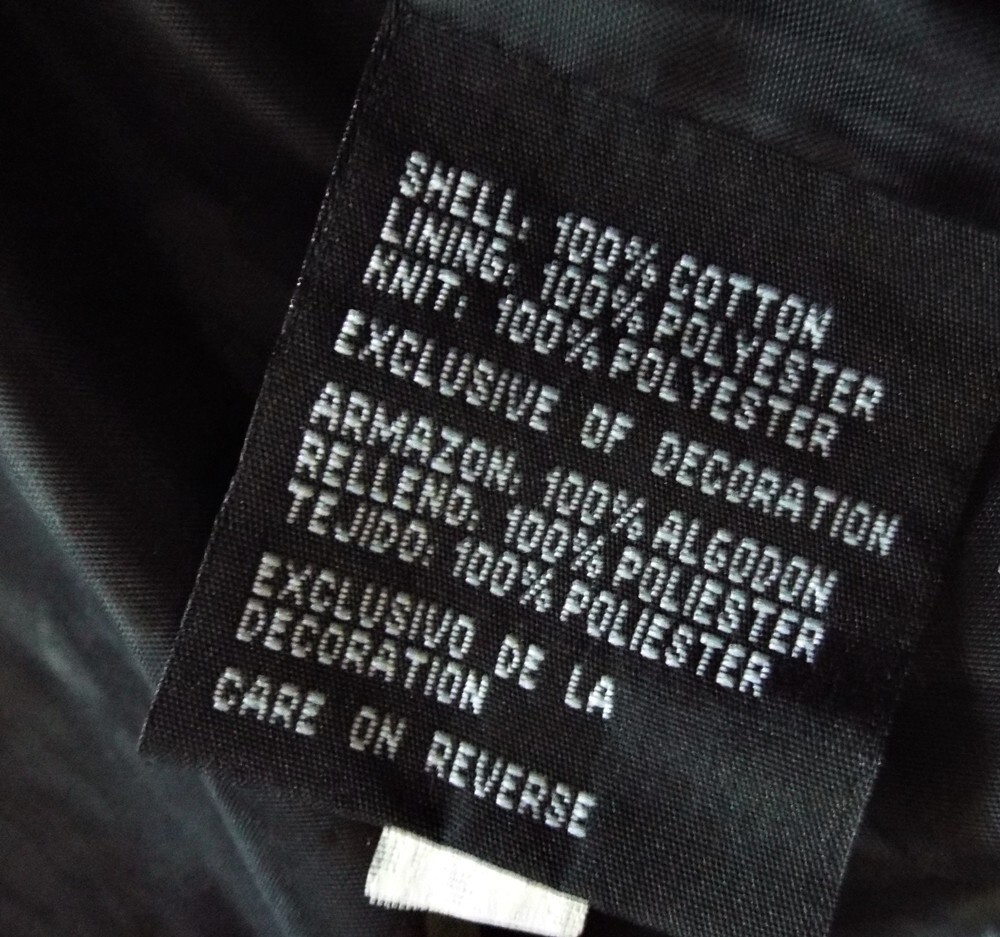 SHELL: 100% COTTON
LINING: 100% POLYESTER
KNIT: 100% POLYESTER
EXCLUSIVE OF DECORATION
ARMAZON: 100% ALGODON
RELLENO: 100% POLIESTER
TEJIDO: 100% POLIESTER
EXCLUSIVO DE LA
DECORATION
CARE ON REVERSE